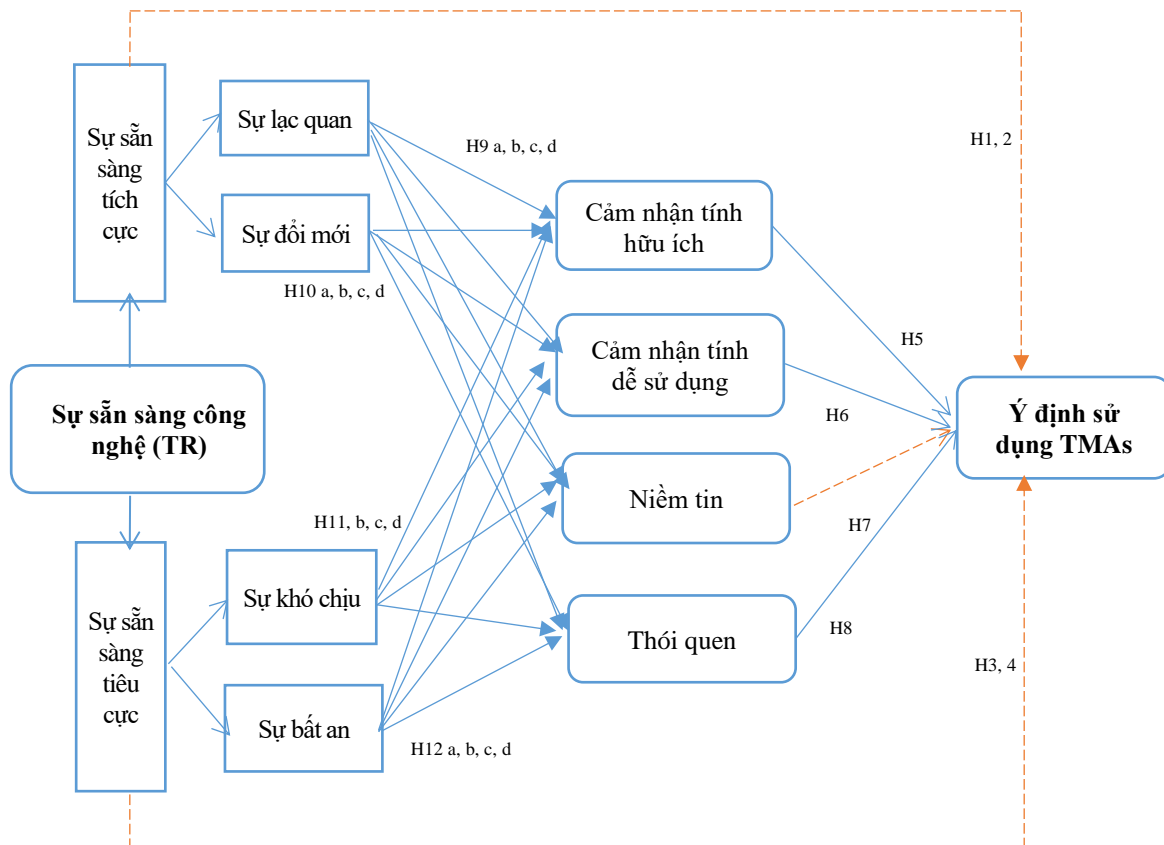 Sự sẵn
sàng
tích
cực
Sự lạc quan
H9 a, b, c, d
H1, 2
Sự đổi mới
Cảm nhận tính
hữu ích
H10 a, b, c, d
H5
Cảm nhận tính
dễ sử dụng
Sự sẵn sàng công
nghệ (TR)
H6
Ý định sử
dụng TMAs
H11, b, c, d
Niềm tin
H7
Sự khó chịu
Sự sẵn
sàng
tiêu
cực
Thói quen
H8
H3, 4
Sự bất an
H12 a, b, c, d